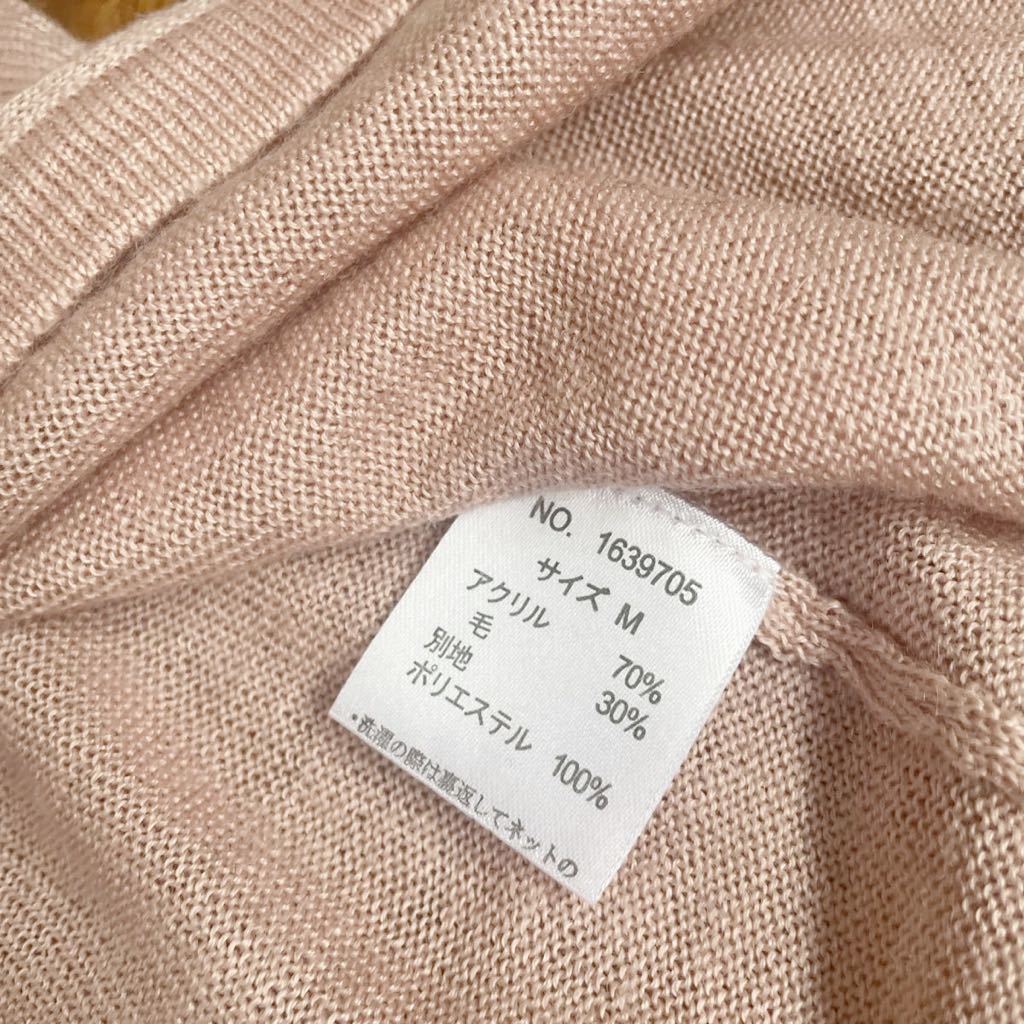 NO. 1639705
サイズ M
アクリル 70%
毛 30%
別地
ポリエステル 100%
・洗濯の際は裏返してネットの